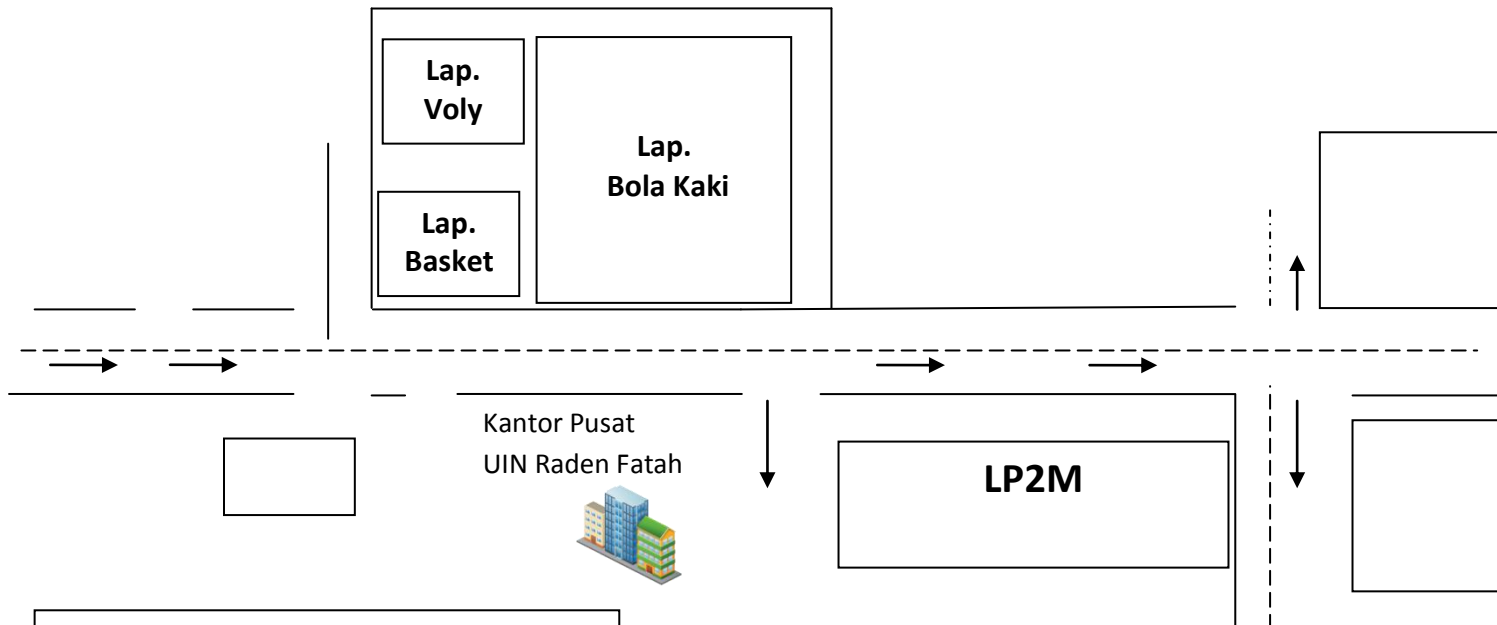 Lap.
Voly
Lap.
Bola Kaki
Lap.
Basket
Kantor Pusat
UIN Raden Fatah
LP2M